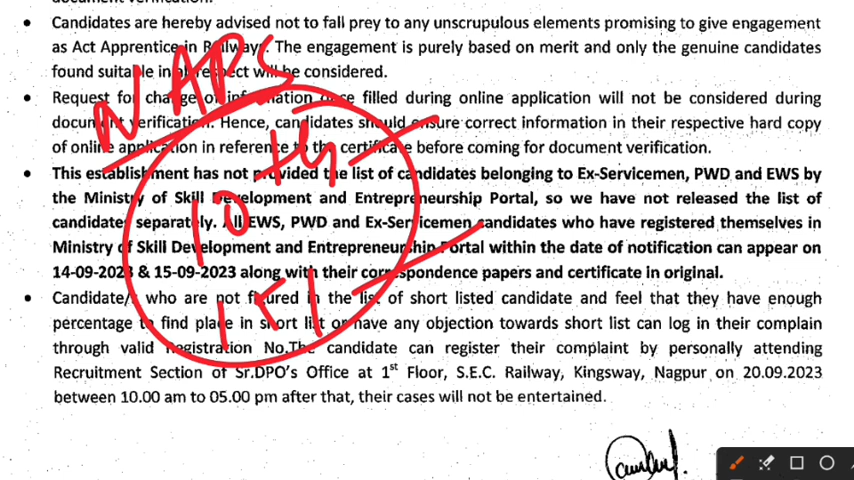 document verification.
• Candidates are hereby advised not to fall prey to any unscrupulous elements promising to give engagement
as Act Apprentice in Railways. The engagement is purely based on merit and only the genuine candidates
found suitable in all respect will be considered.
• Request for change of information once filled during online application will not be considered during
document verification. Hence, candidates should ensure correct information in their respective hard copy
of online application in reference to the certificate before coming for document verification.
• This establishment has not provided the list of candidates belonging to Ex-Servicemen, PWD and EWS by
the Ministry of Skill Development and Entrepreneurship Portal, so we have not released the list of
candidates separately. All EWS, PWD and Ex-Servicemen candidates who have registered themselves in
Ministry of Skill Development and Entrepreneurship Portal within the date of notification can appear on
14-09-2023 & 15-09-2023 along with their correspondence papers and certificate in original.
• Candidate/s who are not figured in the list of short listed candidate and feel that they have enough
percentage to find place in short list or have any objection towards short list can log in their complain
through valid Registration No.The candidate can register their complaint by personally attending
Recruitment Section of Sr.DPO's Office at 1st Floor, S.E.C. Railway, Kingsway, Nagpur on 20.09.2023
between 10.00 am to 05.00 pm after that, their cases will not be entertained.
NAPS
10th